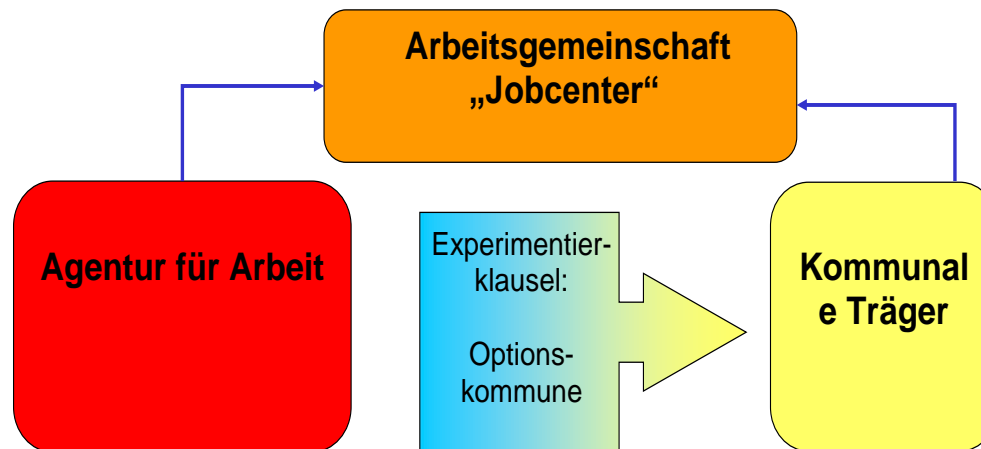 Arbeitsgemeinschaft
„Jobcenter“
Agentur für Arbeit
Experimentier-
klausel:
Options-
kommune
Kommunal
e Träger